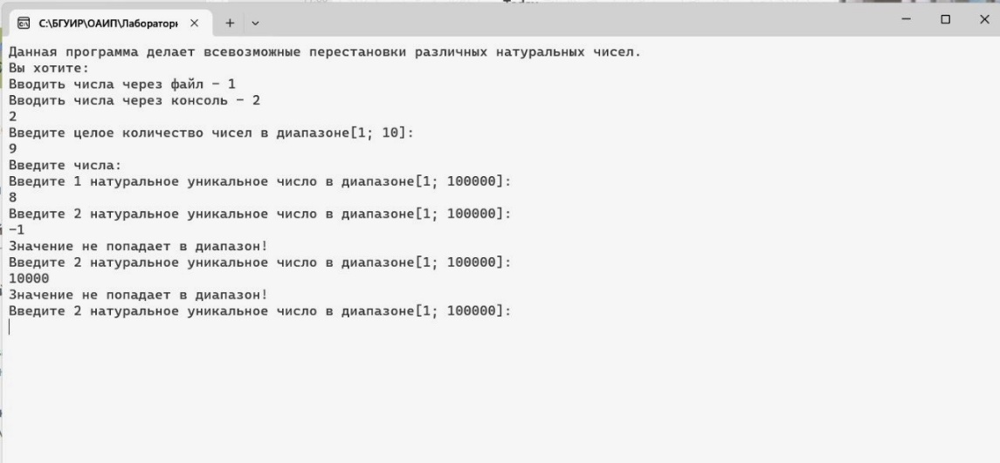 C:\БГУИР\ОАИП\Лаборатори
Данная программа делает всевозможные перестановки различных натуральных чисел.
Вы хотите:
Вводить числа через файл - 1
Вводить числа через консоль - 2
2
Введите целое количество чисел в диапазоне[1; 10]:
9
Введите числа:
Введите 1 натуральное уникальное число в диапазоне[1; 100000]:
8
Введите 2 натуральное уникальное число в диапазоне[1; 100000]:
-1
Значение не попадает в диапазон!
Введите 2 натуральное уникальное число в диапазоне[1; 100000]:
10000
Значение не попадает в диапазон!
Введите 2 натуральное уникальное число в диапазоне[1; 100000]: